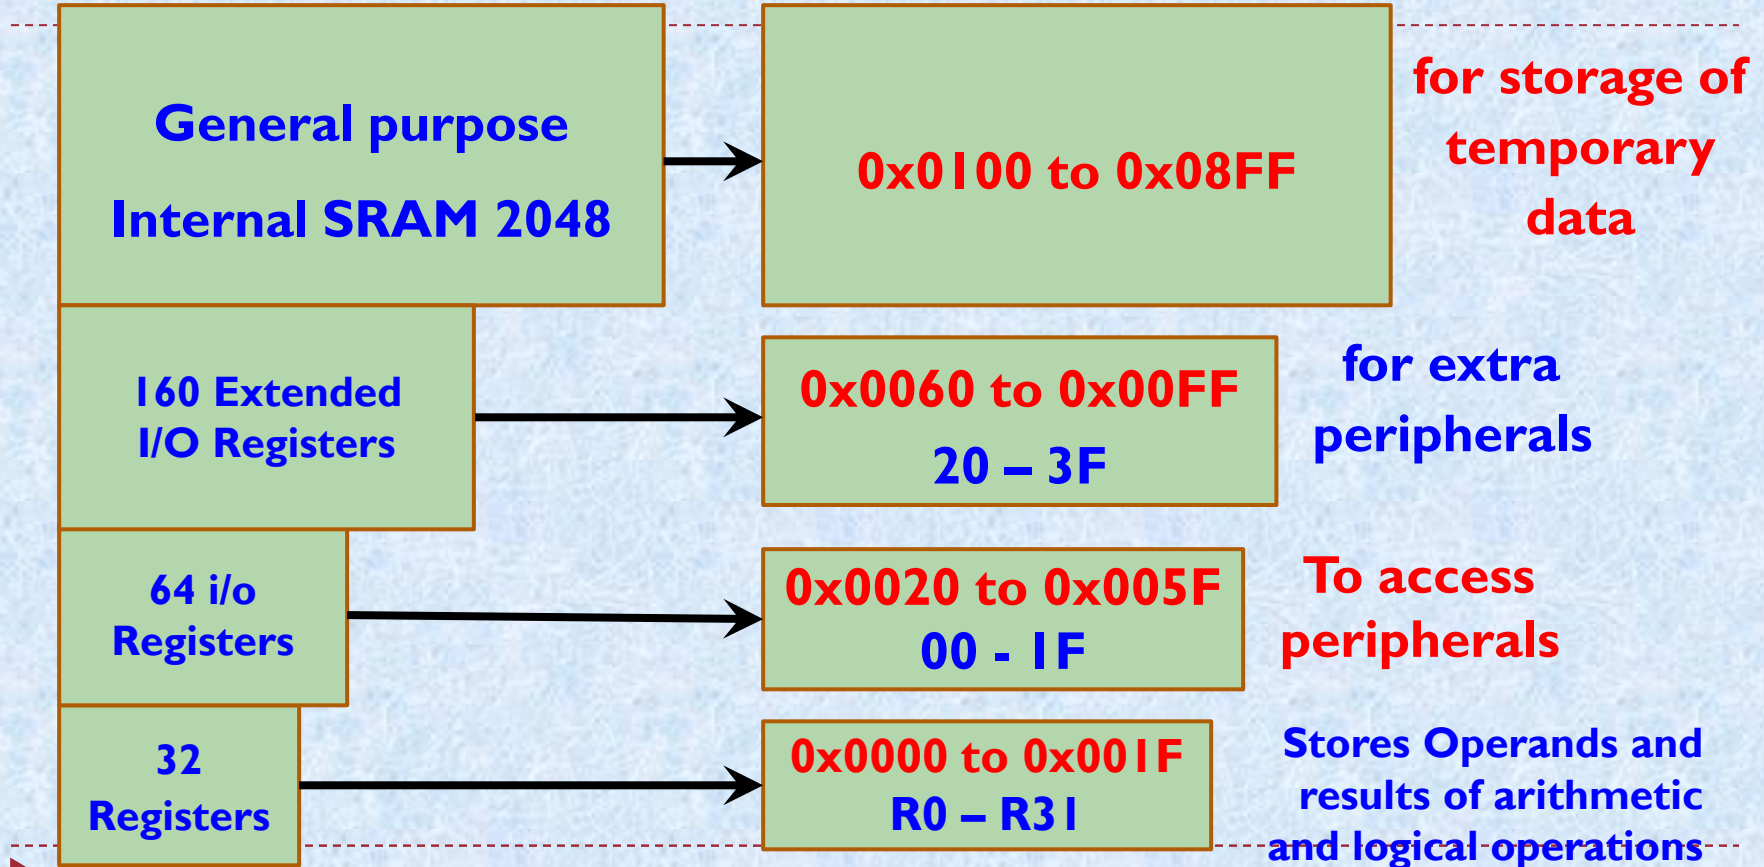 General purpose
Internal SRAM 2048
0x0100 to 0x08FF
for storage of
temporary
data
160 Extended
I/O Registers
0x0060 to 0x00FF
20 – 3F
for extra
peripherals
64 i/o
Registers
0x0020 to 0x005F
00 - 1F
To access
peripherals
32
Registers
0x0000 to 0x001F
R0 – R31
Stores Operands and
results of arithmetic
and logical operations